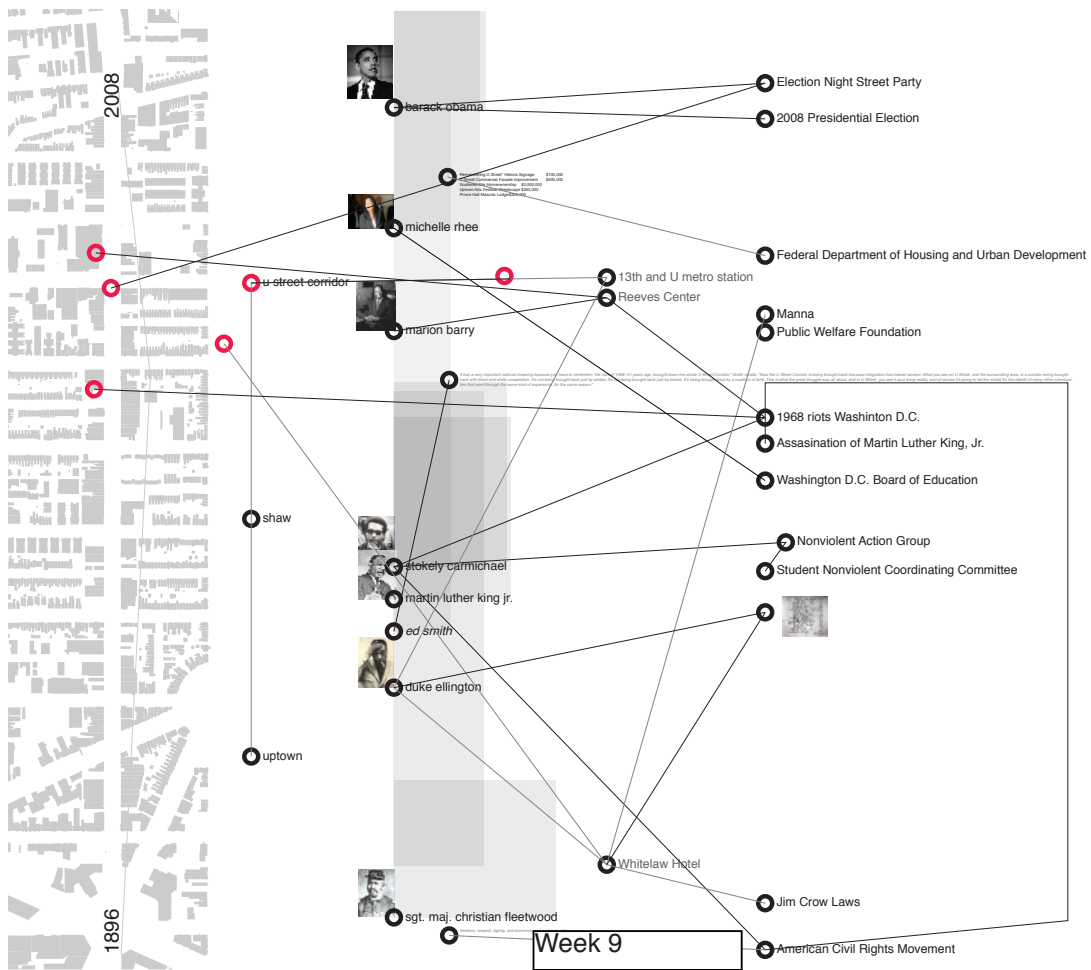 2008
barack obama
Election Night Street Party
2008 Presidential Election
michelle rhee
Federal Department of Housing and Urban Development
u street corridor
13th and U metro station
Reeves Center
marion barry
Manna
Public Welfare Foundation
1968 riots Washinton D.C.
Assasination of Martin Luther King, Jr.
Washington D.C. Board of Education
shaw
Nonviolent Action Group
stokely carmichael
Student Nonviolent Coordinating Committee
martin luther king jr.
ed smith
duke ellington
uptown
Whitelaw Hotel
Jim Crow Laws
1896
sgt. maj. christian fleetwood
Week 9
American Civil Rights Movement